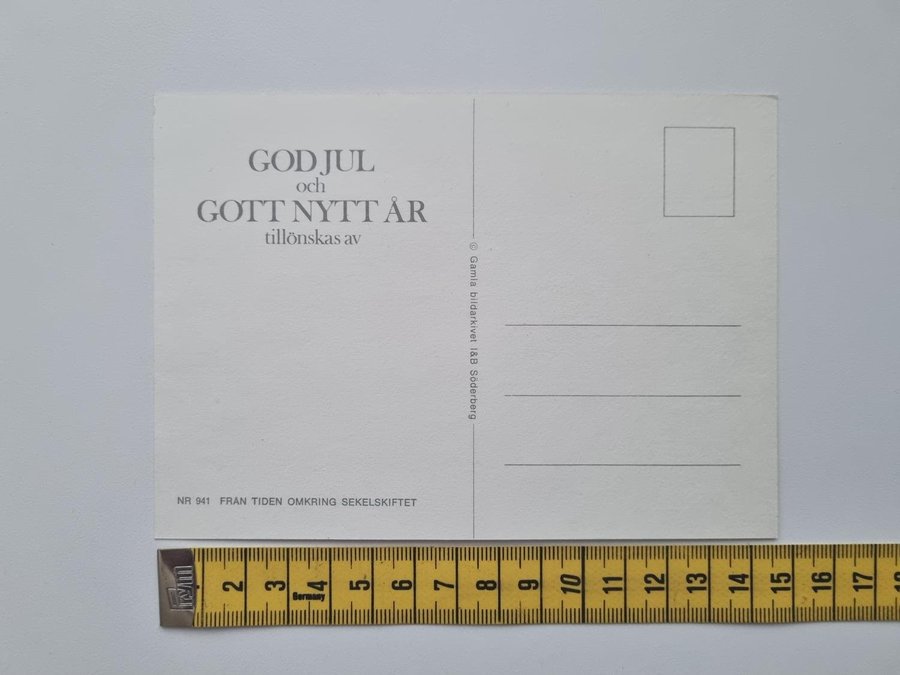 GOD JUL
och
GOTT NYTT ÅR
tillönskas av
NR 941 FRÅN TIDEN OMKRING SEKELSKIFTET
© Gamla bildarkivet I&B Söderberg
2 3 4 5 6 7 8 9 10 11 12 13 14 15 16 17 18
Germany